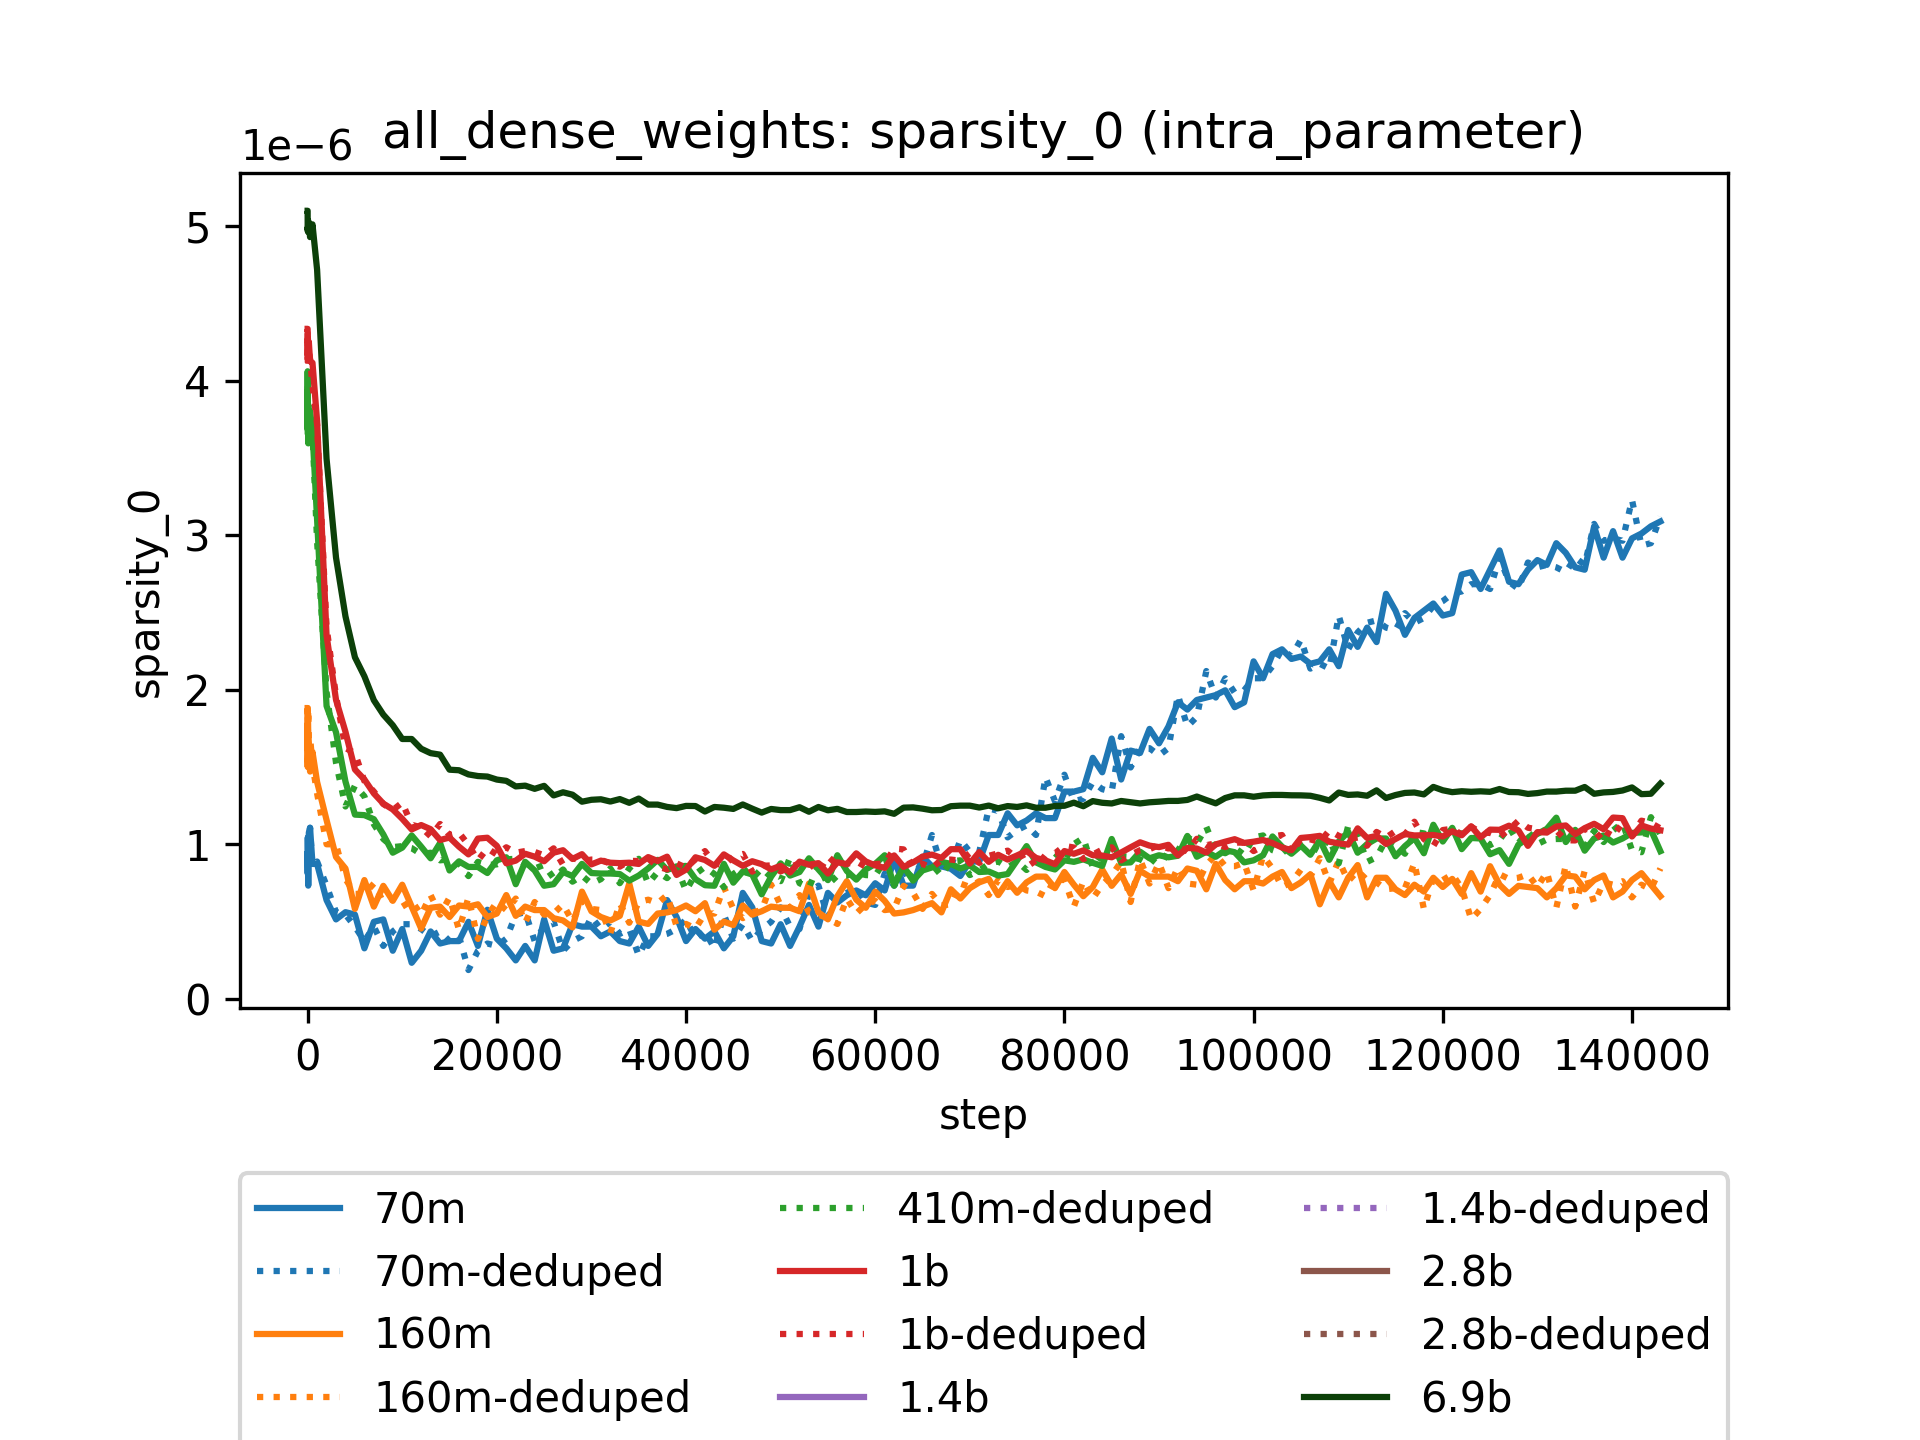 all_dense_weights: sparsity_0 (intra_parameter)
1e−6
5
4
3
2
1
0
sparsity_0
0 20000 40000 60000 80000 100000 120000 140000
step
70m
70m-deduped
160m
160m-deduped
410m-deduped
1b
1b-deduped
1.4b
1.4b-deduped
2.8b
2.8b-deduped
6.9b